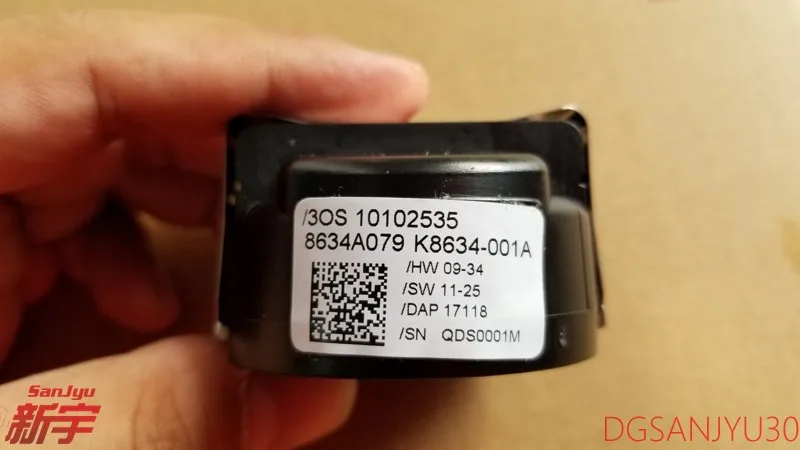 /3OS 10102535
8634A079 K8634-001A
/HW 09-34
/SW 11-25
/DAP 17118
/SN QDS0001M
SanJyu
新宇
DGSANJYU30